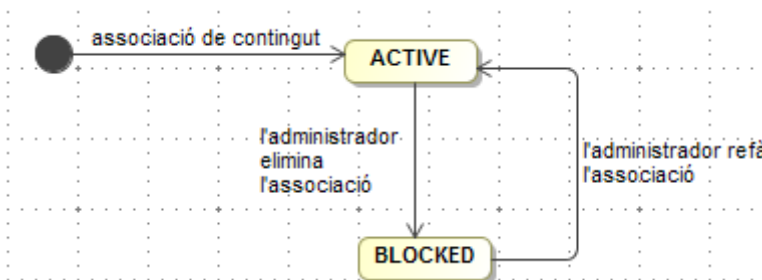 associació de contingut
ACTIVE
l'administrador
elimina
l'associació
l'administrador refà
l'associació
BLOCKED